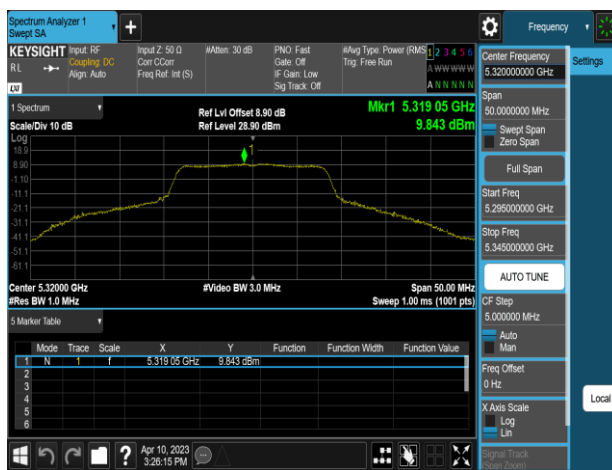 Spectrum Analyzer 1
Swept SA
+
Frequency
KEYSIGHT
RL
Input: RF
Coupling: DC
Align: Auto
Input Z: 50 Ω
Corr CCorr
Freq Ref: Int (S)
#Atten: 30 dB
PNO: Fast
Gate: Off
IF Gain: Low
Sig Track: Off
#Avg Type: Power (RMS
Trig: Free Run
1 2 3 4 5 6
A W W W W W
A N N N N N
1 Spectrum
Scale/Div 10 dB
Ref Lvl Offset 8.90 dB
Ref Level 28.90 dBm
Mkr1 5.319 05 GHz
9.843 dBm
Log
18.9
8.90
-1.10
-11.1
-21.1
-31.1
-41.1
-51.1
-61.1
1
Center 5.32000 GHz
#Res BW 1.0 MHz
#Video BW 3.0 MHz
Span 50.00 MHz
Sweep 1.00 ms (1001 pts)
5 Marker Table
Mode Trace Scale X Y Function Function Width Function Value
1 N 1 f 5.319 05 GHz 9.843 dBm
2
3
4
5
6
Apr 10, 2023
3:26:15 PM
?
Center Frequency
5.320000000 GHz
Span
50.0000000 MHz
Swept Span
Zero Span
Full Span
Start Freq
5.295000000 GHz
Stop Freq
5.345000000 GHz
AUTO TUNE
CF Step
5.000000 MHz
Auto
Man
Freq Offset
0 Hz
X Axis Scale
Log
Lin
Signal Track
(Span Zoom)
Settings
Local